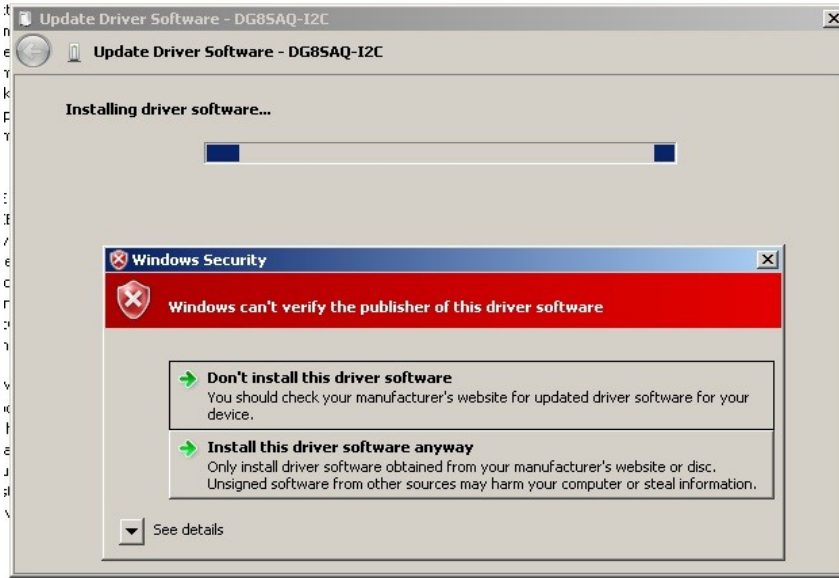 Update Driver Software - DG8SAQ-I2C
Update Driver Software - DG8SAQ-I2C
Installing driver software...
Windows Security
Windows can't verify the publisher of this driver software
Don't install this driver software
You should check your manufacturer's website for updated driver software for your
device.
Install this driver software anyway
Only install driver software obtained from your manufacturer's website or disc.
Unsigned software from other sources may harm your computer or steal information.
See details